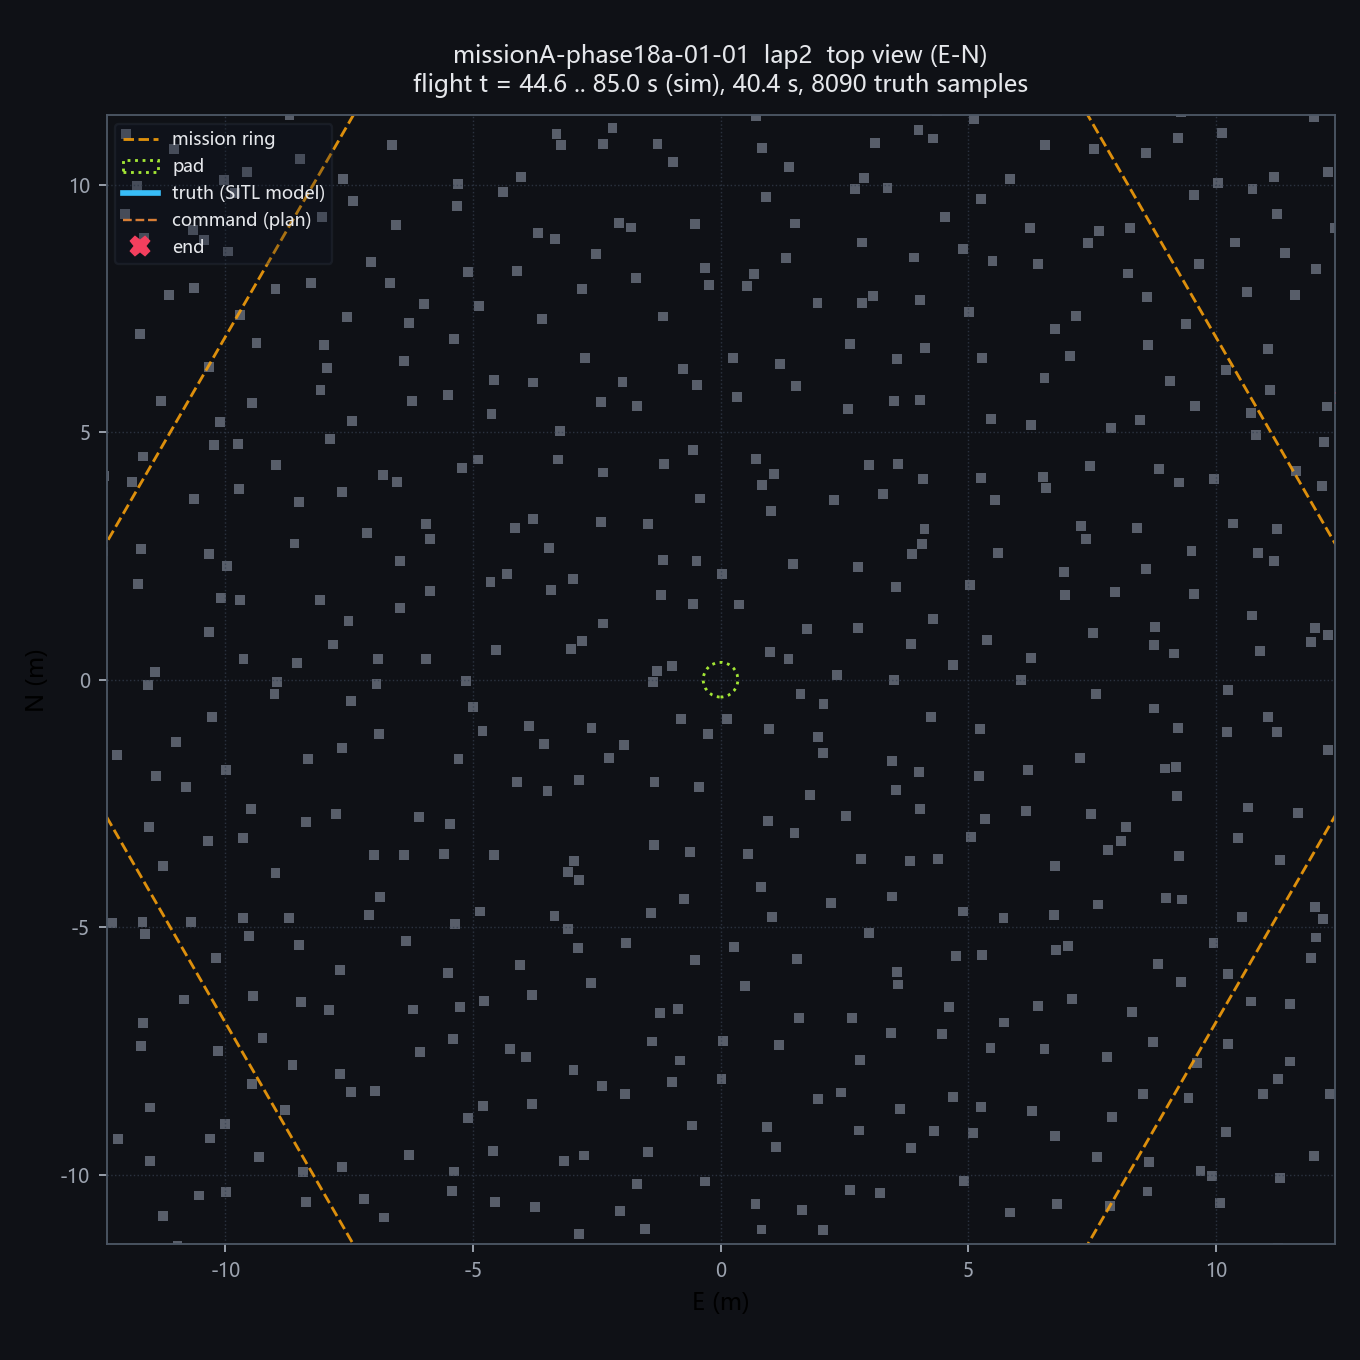 missionA-phase18a-01-01  lap2  top view (E-N)
flight t = 44.6 .. 85.0 s (sim), 40.4 s, 8090 truth samples
mission ring
pad
truth (SITL model)
command (plan)
end
10
5
0
-5
-10
N (m)
-10
-5
0
5
10
E (m)